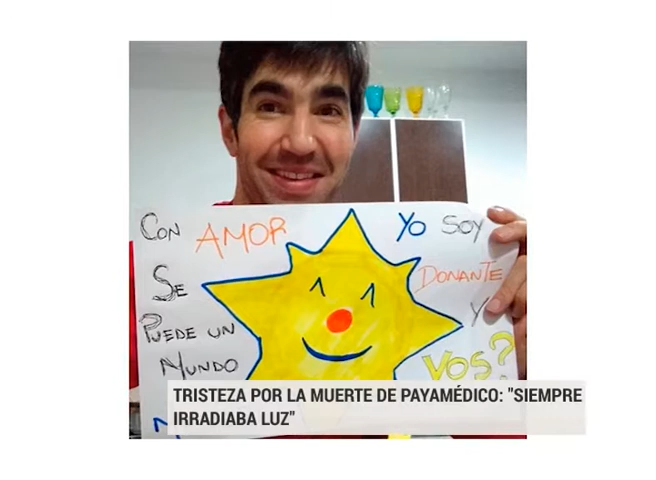 CON AMOR
SE
PUEDE UN
MUNDO
YO SOY
DONANTE
Y
VOS?
TRISTEZA POR LA MUERTE DE PAYAMÉDICO: "SIEMPRE
IRRADIABA LUZ"